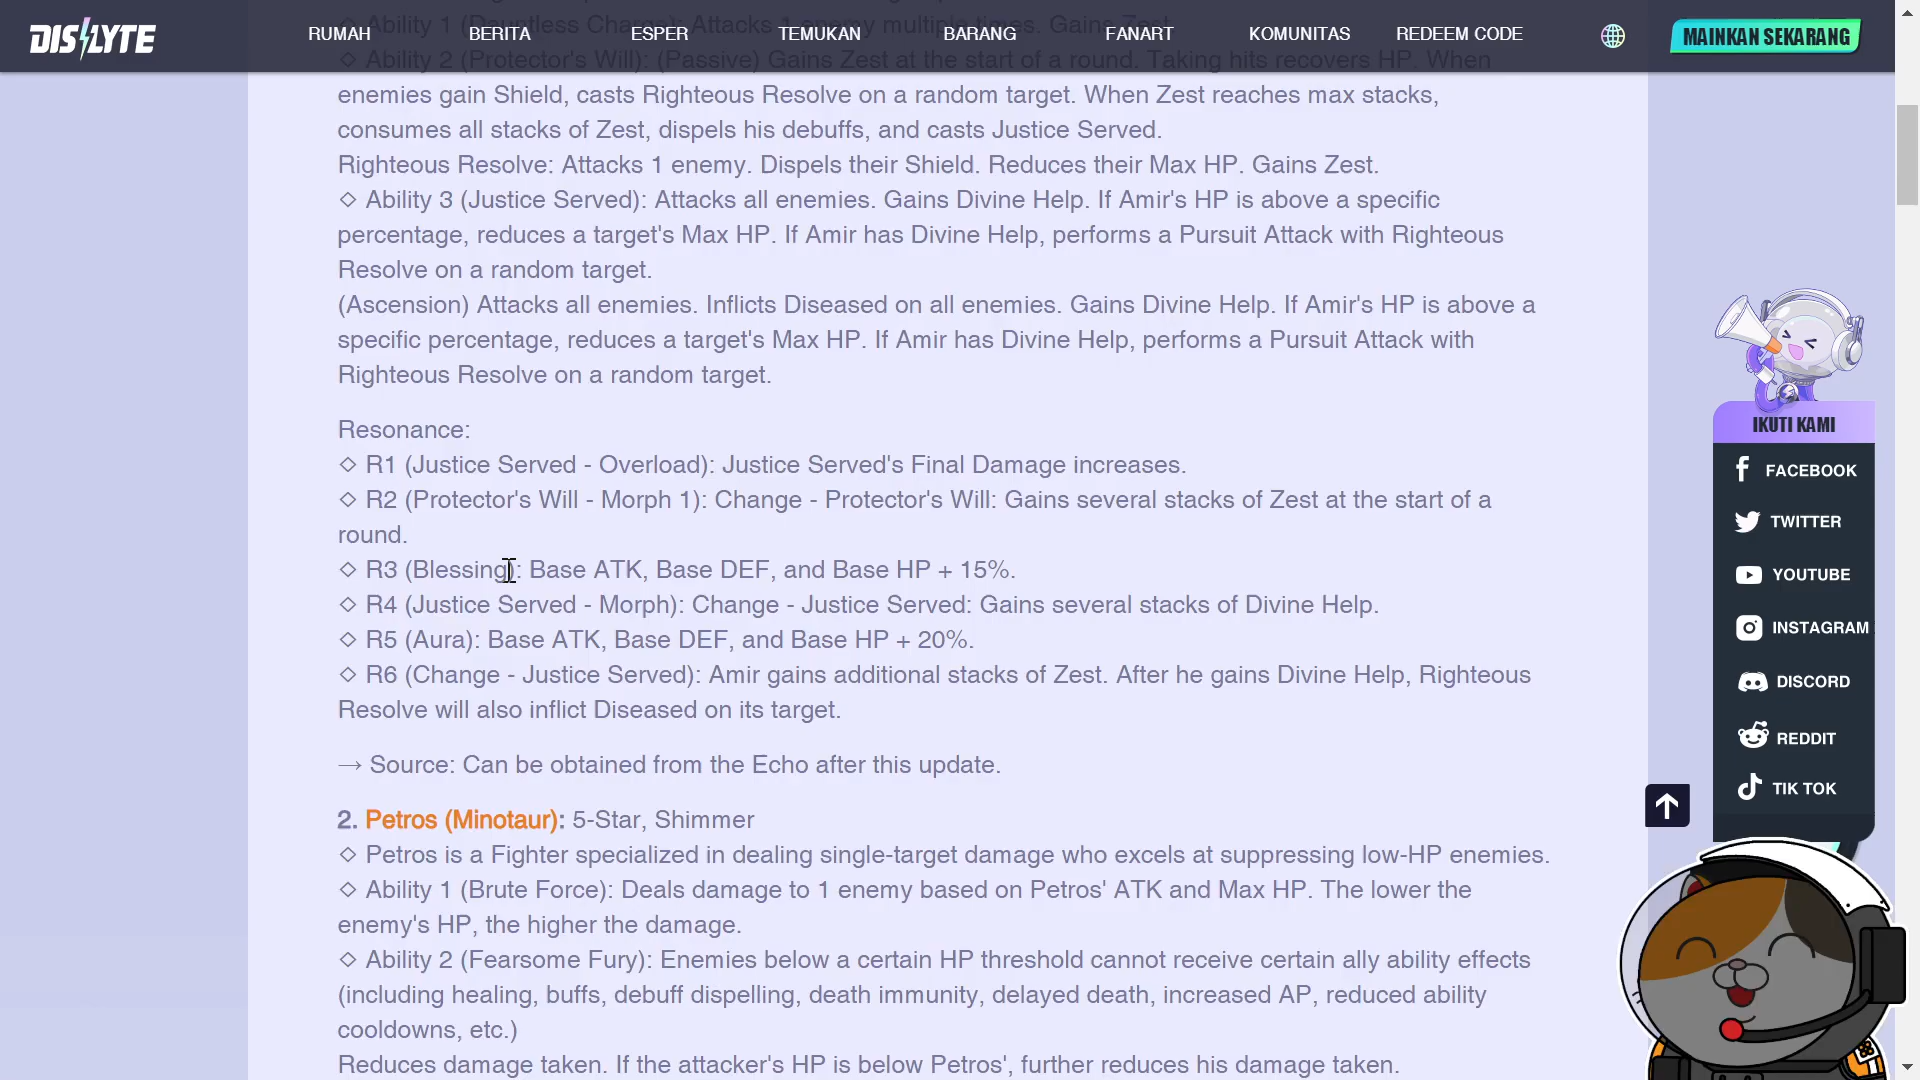 DISLYTE
RUMAH
BERITA
ESPER
TEMUKAN
BARANG
FANART
KOMUNITAS
REDEEM CODE
MAINKAN SEKARANG
◇ Ability 1 (Dauntless Charge): Attacks 1 enemy multiple times. Gains Zest.
◇ Ability 2 (Protector's Will): (Passive) Gains Zest at the start of a round. Taking hits recovers HP. When
enemies gain Shield, casts Righteous Resolve on a random target. When Zest reaches max stacks,
consumes all stacks of Zest, dispels his debuffs, and casts Justice Served.
Righteous Resolve: Attacks 1 enemy. Dispels their Shield. Reduces their Max HP. Gains Zest.
◇ Ability 3 (Justice Served): Attacks all enemies. Gains Divine Help. If Amir's HP is above a specific
percentage, reduces a target's Max HP. If Amir has Divine Help, performs a Pursuit Attack with Righteous
Resolve on a random target.
(Ascension) Attacks all enemies. Inflicts Diseased on all enemies. Gains Divine Help. If Amir's HP is above a
specific percentage, reduces a target's Max HP. If Amir has Divine Help, performs a Pursuit Attack with
Righteous Resolve on a random target.
Resonance:
◇ R1 (Justice Served - Overload): Justice Served's Final Damage increases.
◇ R2 (Protector's Will - Morph 1): Change - Protector's Will: Gains several stacks of Zest at the start of a
round.
◇ R3 (Blessing): Base ATK, Base DEF, and Base HP + 15%.
◇ R4 (Justice Served - Morph): Change - Justice Served: Gains several stacks of Divine Help.
◇ R5 (Aura): Base ATK, Base DEF, and Base HP + 20%.
◇ R6 (Change - Justice Served): Amir gains additional stacks of Zest. After he gains Divine Help, Righteous
Resolve will also inflict Diseased on its target.
→ Source: Can be obtained from the Echo after this update.
2. Petros (Minotaur): 5-Star, Shimmer
◇ Petros is a Fighter specialized in dealing single-target damage who excels at suppressing low-HP enemies.
◇ Ability 1 (Brute Force): Deals damage to 1 enemy based on Petros' ATK and Max HP. The lower the
enemy's HP, the higher the damage.
◇ Ability 2 (Fearsome Fury): Enemies below a certain HP threshold cannot receive certain ally ability effects
(including healing, buffs, debuff dispelling, death immunity, delayed death, increased AP, reduced ability
cooldowns, etc.)
Reduces damage taken. If the attacker's HP is below Petros', further reduces his damage taken.
IKUTI KAMI
FACEBOOK
TWITTER
YOUTUBE
INSTAGRAM
DISCORD
REDDIT
TIK TOK